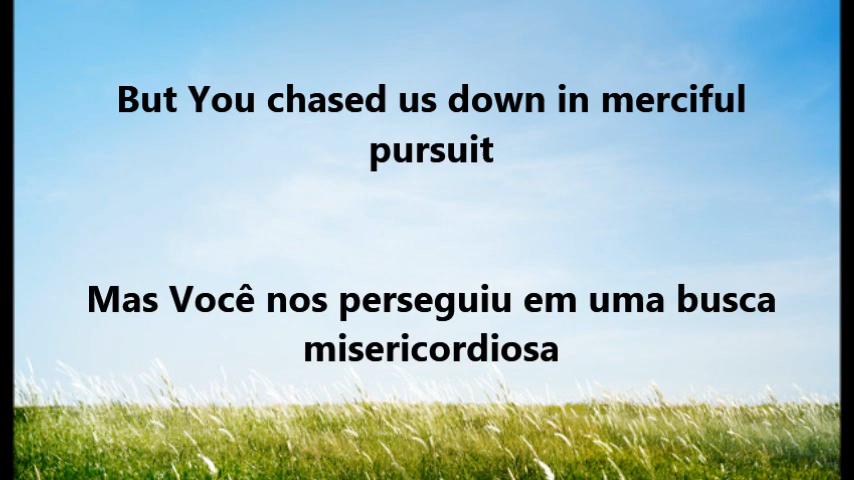 But You chased us down in merciful
pursuit
Mas Você nos perseguiu em uma busca
misericordiosa